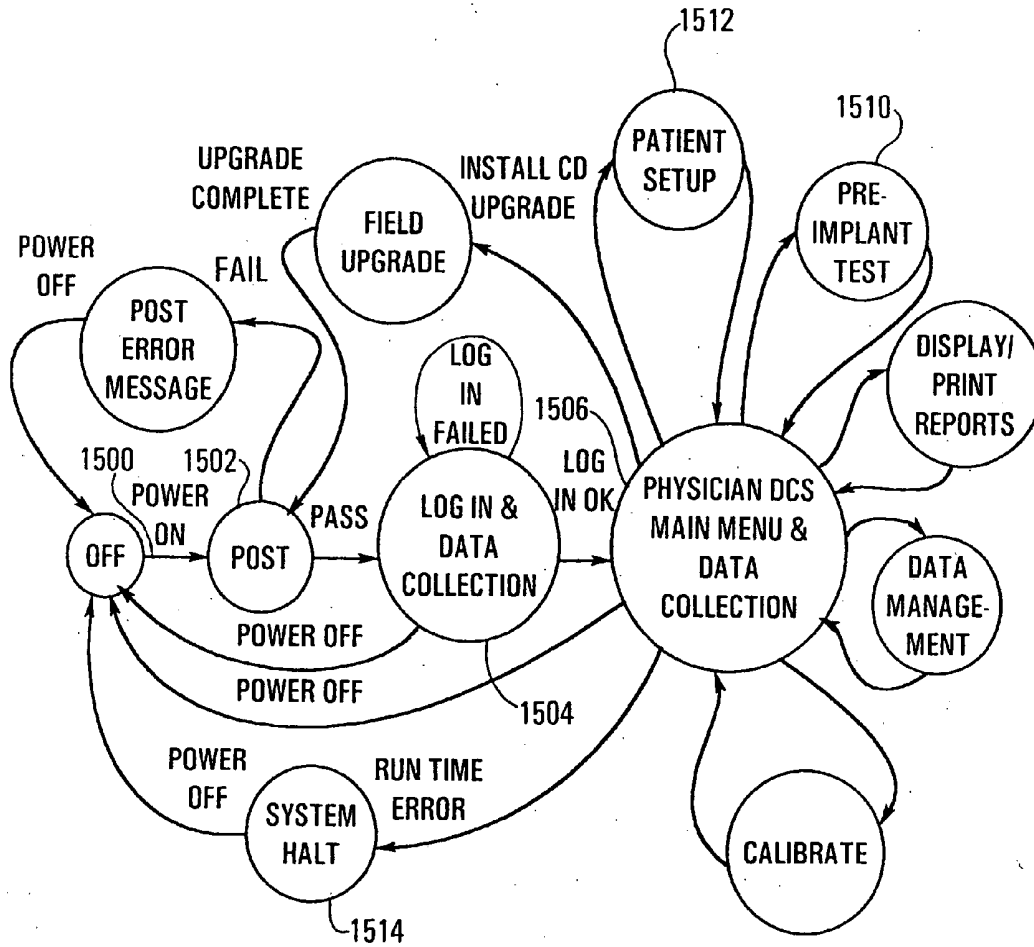 1512
1510
PATIENT
SETUP
PRE-
IMPLANT
TEST
UPGRADE
COMPLETE
INSTALL CD
UPGRADE
FIELD
UPGRADE
POWER
OFF
FAIL
POST
ERROR
MESSAGE
DISPLAY/
PRINT
REPORTS
LOG
IN
FAILED
1506
LOG
IN OK
1500
POWER
ON
1502
PASS
OFF
POST
LOG IN &
DATA
COLLECTION
PHYSICIAN DCS
MAIN MENU &
DATA
COLLECTION
DATA
MANAGE-
MENT
POWER OFF
POWER OFF
1504
POWER
OFF
RUN TIME
ERROR
SYSTEM
HALT
CALIBRATE
1514